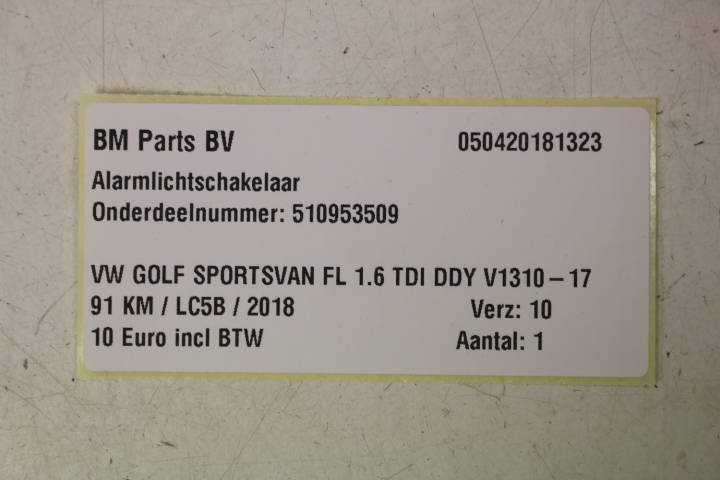 BM Parts BV 050420181323
Alarmlichtschakelaar
Onderdeelnummer: 510953509
VW GOLF SPORTSVAN FL 1.6 TDI DDY V1310-17
91 KM / LC5B / 2018 Verz: 10
10 Euro incl BTW Aantal: 1